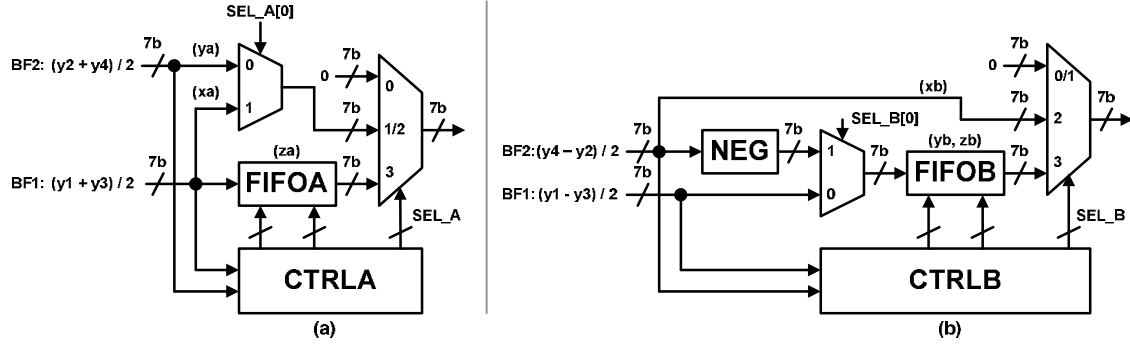 SEL_A[0]
7b
(ya)
BF2: (y2 + y4) / 2
0
7b
0
0
(xa)
1
7b
1/2
7b
7b
BF1: (y1 + y3) / 2
(za)
FIFOA
7b
3
SEL_A
CTRLA
(a)
7b
0
0/1
(xb)
7b
2
7b
SEL_B[0]
7b
BF2:(y4 – y2) / 2
NEG
7b
1
7b
(yb, zb)
FIFOB
7b
3
7b
BF1: (y1 - y3) / 2
0
SEL_B
CTRLB
(b)